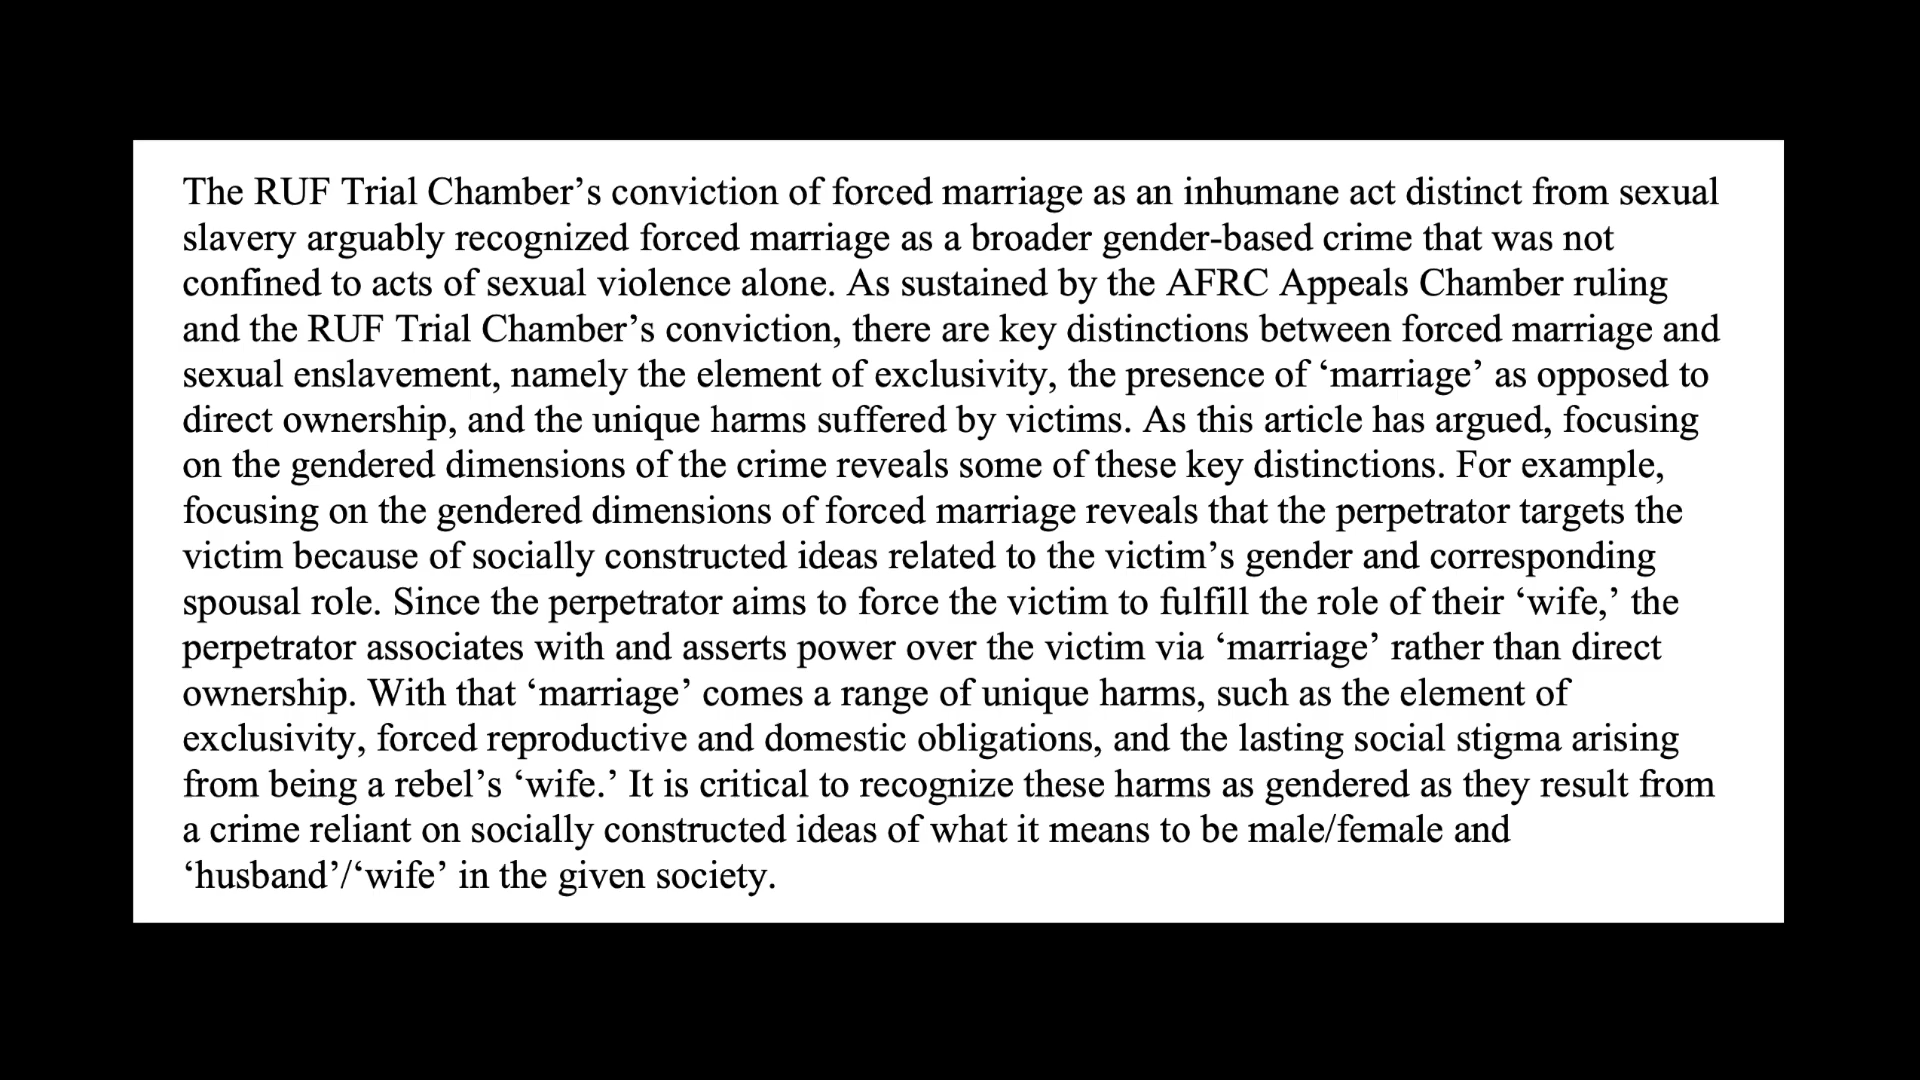 The RUF Trial Chamber’s conviction of forced marriage as an inhumane act distinct from sexual
slavery arguably recognized forced marriage as a broader gender-based crime that was not
confined to acts of sexual violence alone. As sustained by the AFRC Appeals Chamber ruling
and the RUF Trial Chamber’s conviction, there are key distinctions between forced marriage and
sexual enslavement, namely the element of exclusivity, the presence of ‘marriage’ as opposed to
direct ownership, and the unique harms suffered by victims. As this article has argued, focusing
on the gendered dimensions of the crime reveals some of these key distinctions. For example,
focusing on the gendered dimensions of forced marriage reveals that the perpetrator targets the
victim because of socially constructed ideas related to the victim’s gender and corresponding
spousal role. Since the perpetrator aims to force the victim to fulfill the role of their ‘wife,’ the
perpetrator associates with and asserts power over the victim via ‘marriage’ rather than direct
ownership. With that ‘marriage’ comes a range of unique harms, such as the element of
exclusivity, forced reproductive and domestic obligations, and the lasting social stigma arising
from being a rebel’s ‘wife.’ It is critical to recognize these harms as gendered as they result from
a crime reliant on socially constructed ideas of what it means to be male/female and
‘husband’/‘wife’ in the given society.